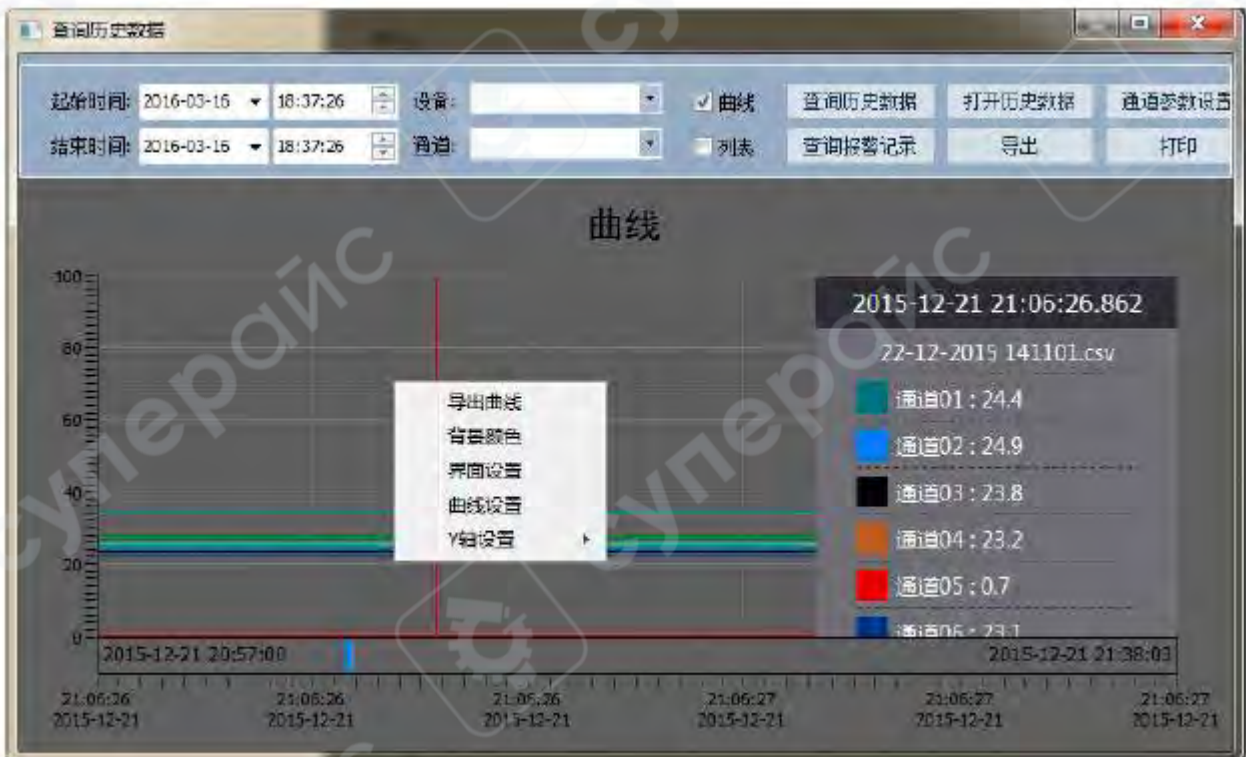 查询历史数据
起始时间: 2016-03-16 18:37:26 设备: 曲线 查询历史数据 打开历史数据 通道参数设置
结束时间: 2016-03-16 18:37:26 通道: 列表 查询报警记录 导出 打印
曲线
100
80
60
40
20
0
导出曲线
背景颜色
界面设置
曲线设置
Y轴设置
2015-12-21 21:06:26.862
22-12-2015 141101.csv
通道01 : 24.4
通道02 : 24.9
通道03 : 23.8
通道04 : 23.2
通道05 : 0.7
通道06 : 23.1
2015-12-21 20:57:00 2015-12-21 21:38:03
21:06:26 21:06:26 21:06:26 21:06:27 21:06:27 21:06:27
2015-12-21 2015-12-21 2015-12-21 2015-12-21 2015-12-21 2015-12-21
суперайс
суперайс